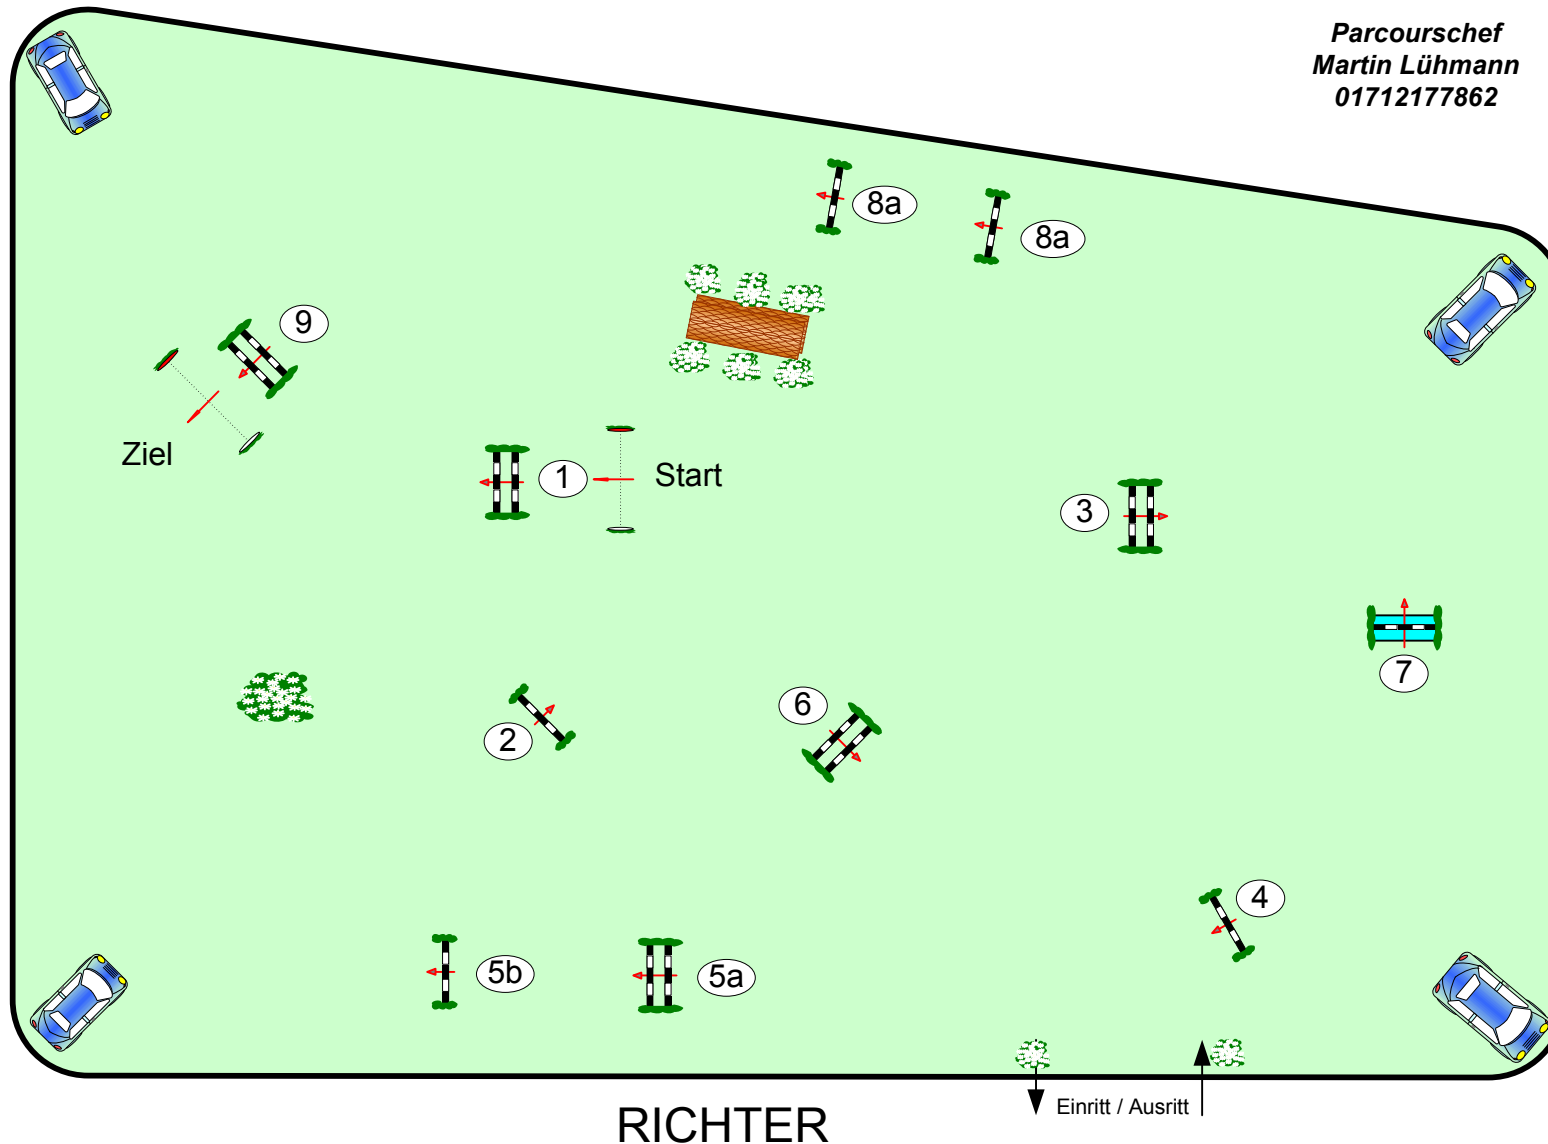 Parcourschef
Martin Lühmann
01712177862
8a
8a
9
Ziel
1
Start
3
7
6
2
4
5b
5a
Einritt / Ausritt
RICHTER